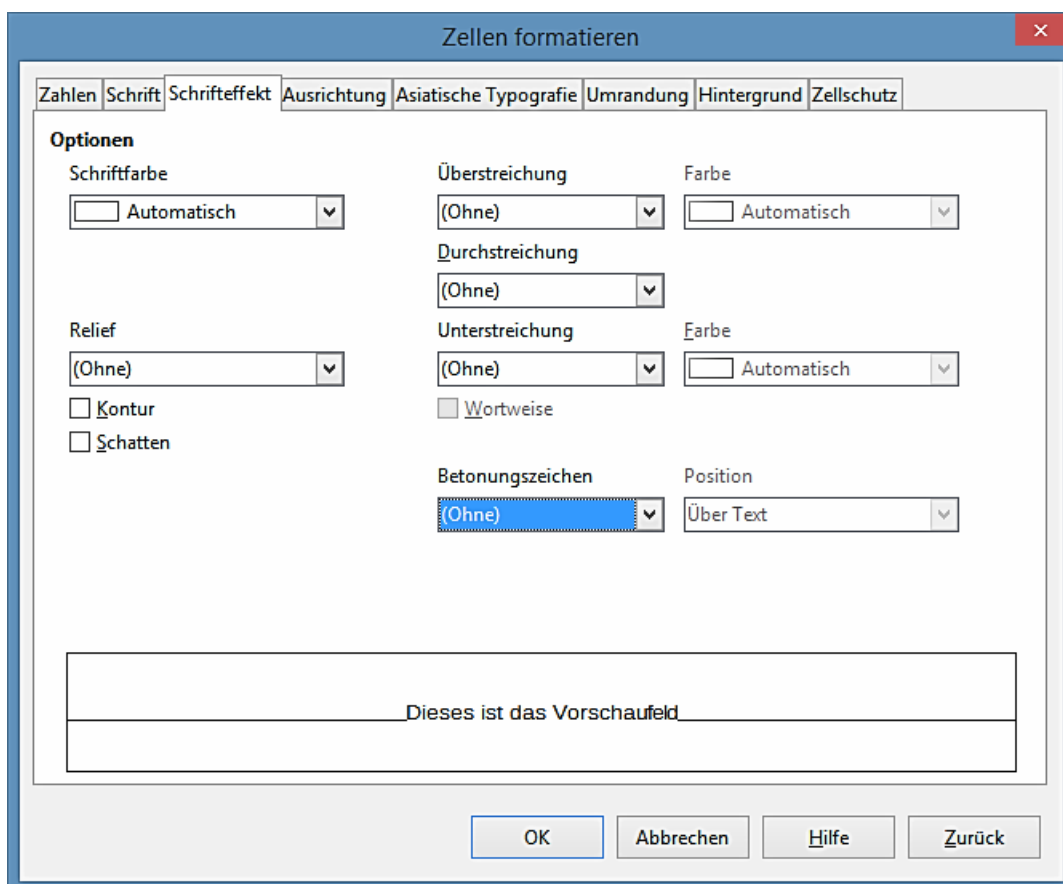 Zellen formatieren
Zahlen Schrift Schrifteffekt Ausrichtung Asiatische Typografie Umrandung Hintergrund Zellschutz
Optionen
Schriftfarbe Überstreichung Farbe
Automatisch (Ohne) Automatisch
Durchstreichung
(Ohne)
Relief Unterstreichung Farbe
(Ohne) (Ohne) Automatisch
Kontur Wortweise
Schatten
Betonungszeichen Position
(Ohne) Über Text
Dieses ist das Vorschaufeld
OK Abbrechen Hilfe Zurück